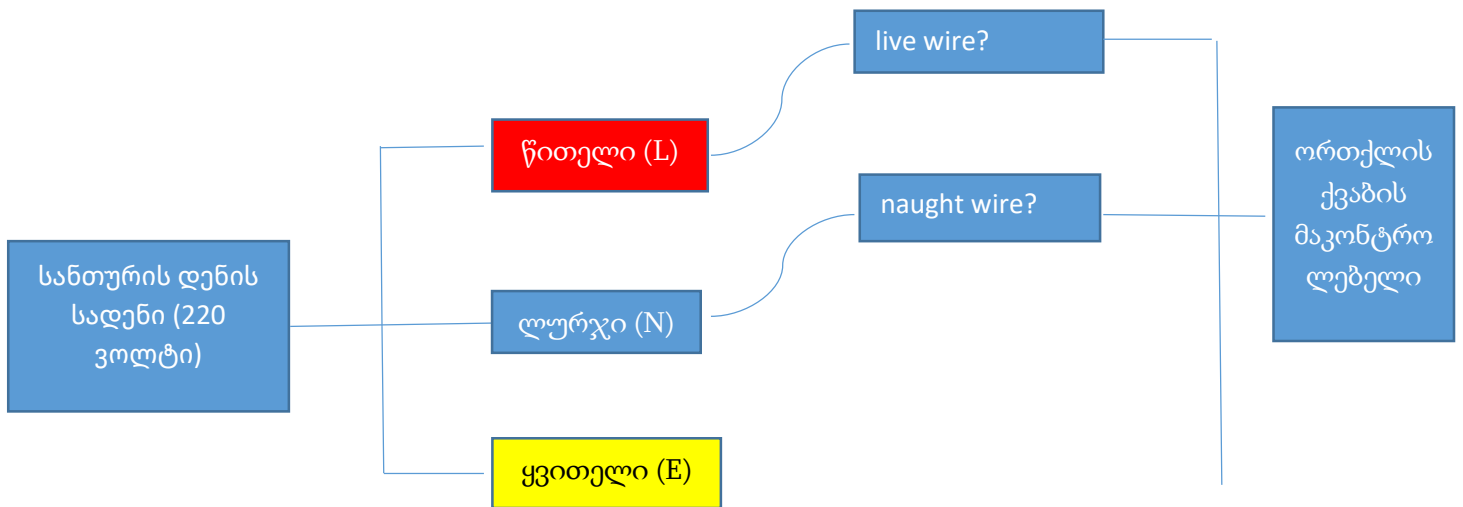 live wire?
წითელი (L)
naught wire?
ორთქლის
ქვაბის
მაკონტრო
ლებელი
სანთურის დენის
სადენი (220
ვოლტი)
ლურჯი (N)
ყვითელი (E)